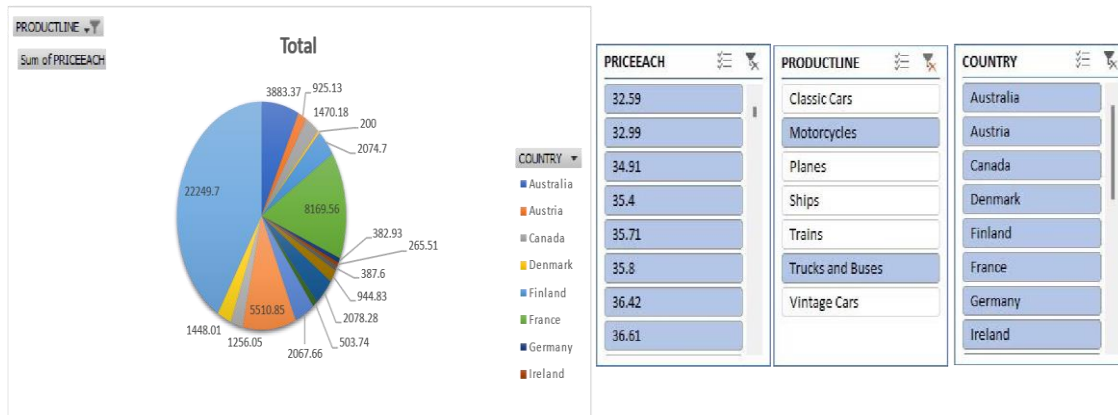 PRODUCTLINE
Sum of PRICEEACH
Total
3883.37
925.13
1470.18
200
2074.7
8169.56
382.93
265.51
387.6
944.83
2078.28
503.74
2067.66
5510.85
1256.05
1448.01
22249.7
COUNTRY
Australia
Austria
Canada
Denmark
Finland
France
Germany
Ireland
PRICEEACH
32.59
32.99
34.91
35.4
35.71
35.8
36.42
36.61
PRODUCTLINE
Classic Cars
Motorcycles
Planes
Ships
Trains
Trucks and Buses
Vintage Cars
COUNTRY
Australia
Austria
Canada
Denmark
Finland
France
Germany
Ireland